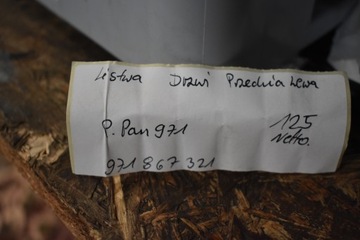 Listwa Drzwi Przednia Lewa
P. Pan 971 125
Netto.
971 867 321